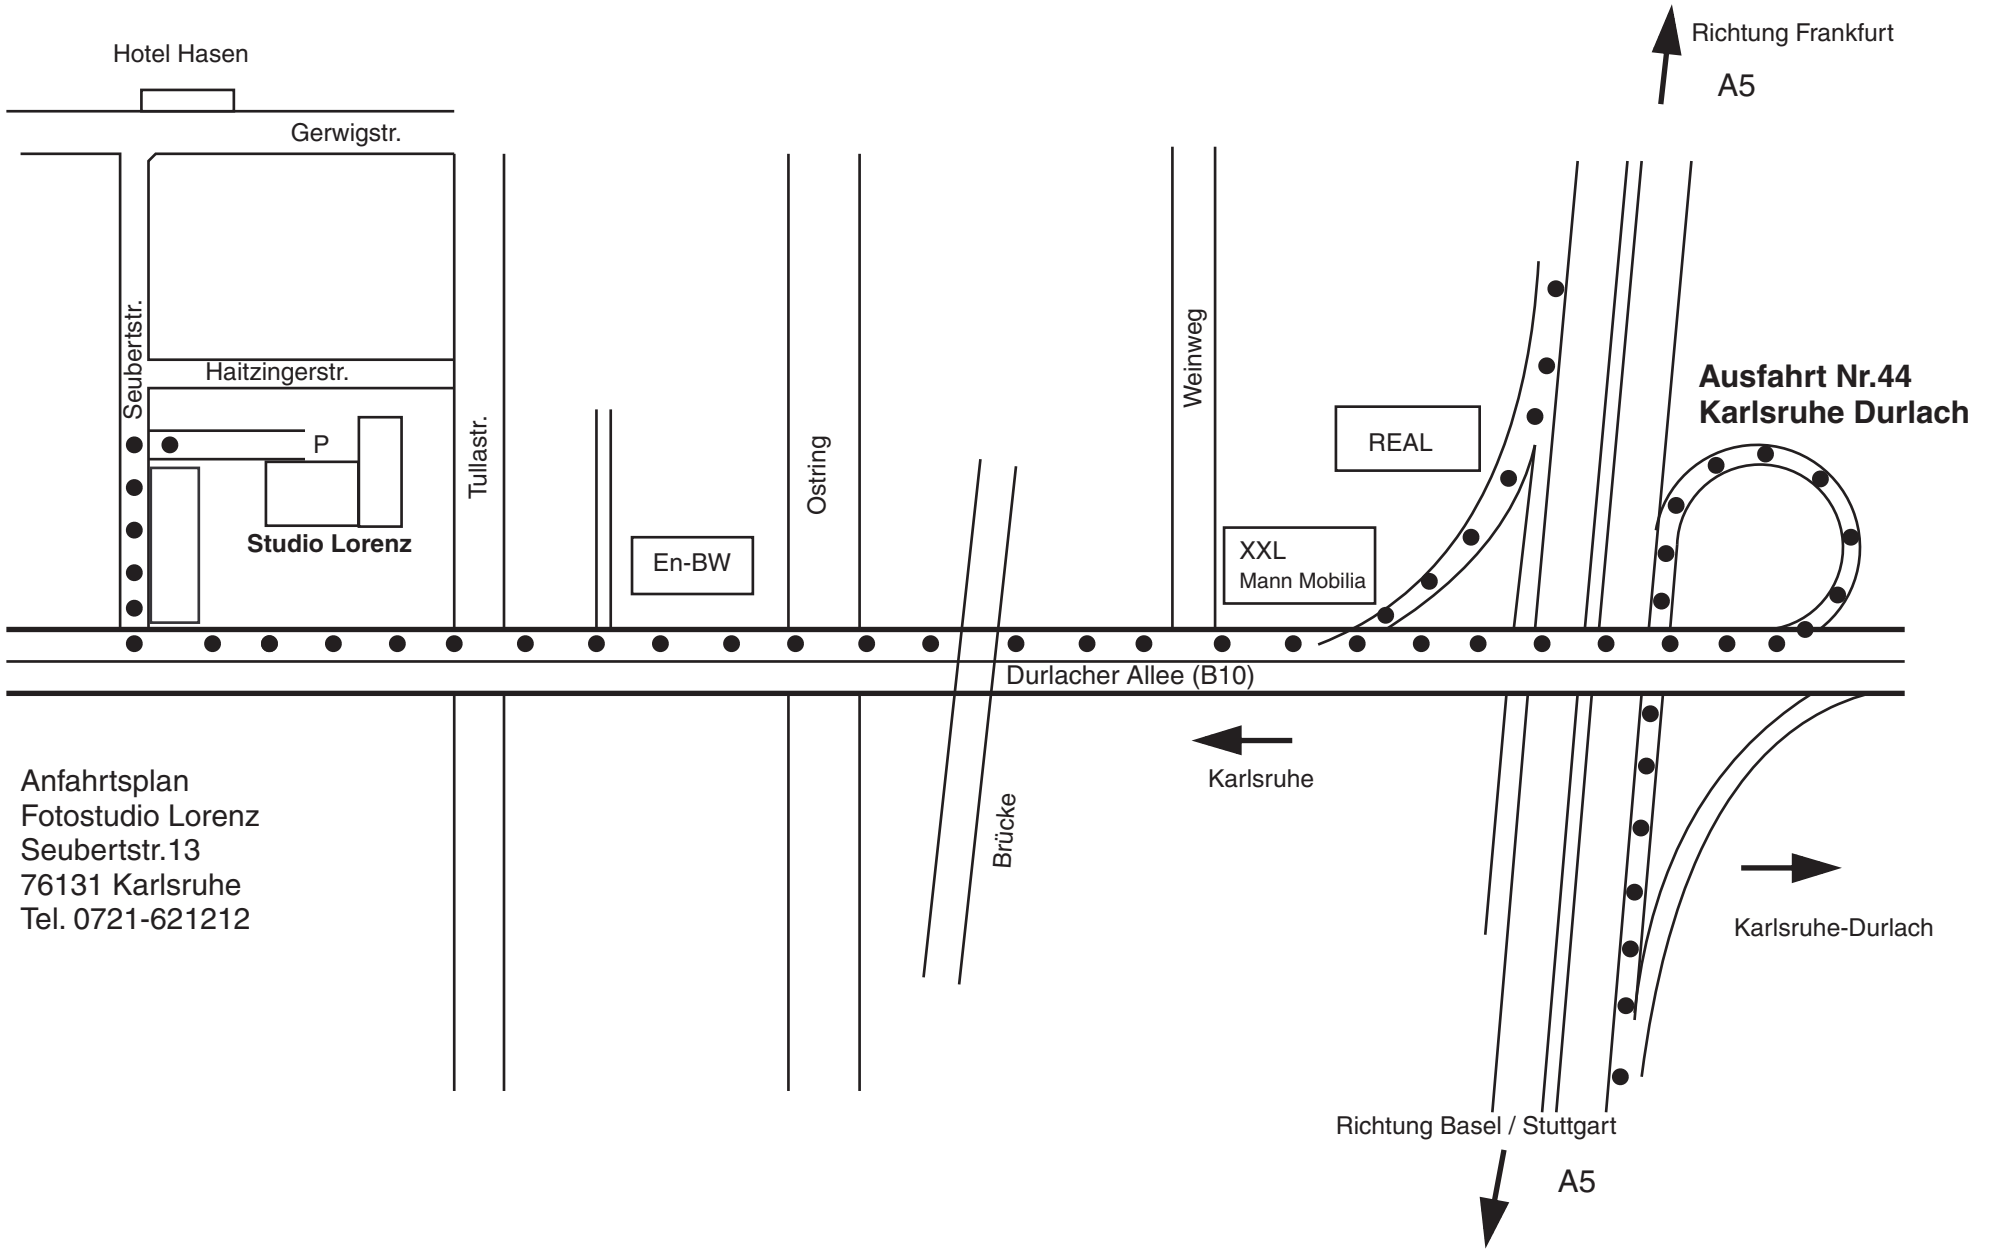 Hotel Hasen
Gerwigstr.
Seubertstr.
Haitzingerstr.
P
Studio Lorenz
Tullastr.
En-BW
Ostring
Brücke
Weinweg
XXL
Mann Mobilia
REAL
Richtung Frankfurt
A5
Ausfahrt Nr.44
Karlsruhe Durlach
Durlacher Allee (B10)
Karlsruhe
Karlsruhe-Durlach
Richtung Basel / Stuttgart
A5
Anfahrtsplan
Fotostudio Lorenz
Seubertstr.13
76131 Karlsruhe
Tel. 0721-621212